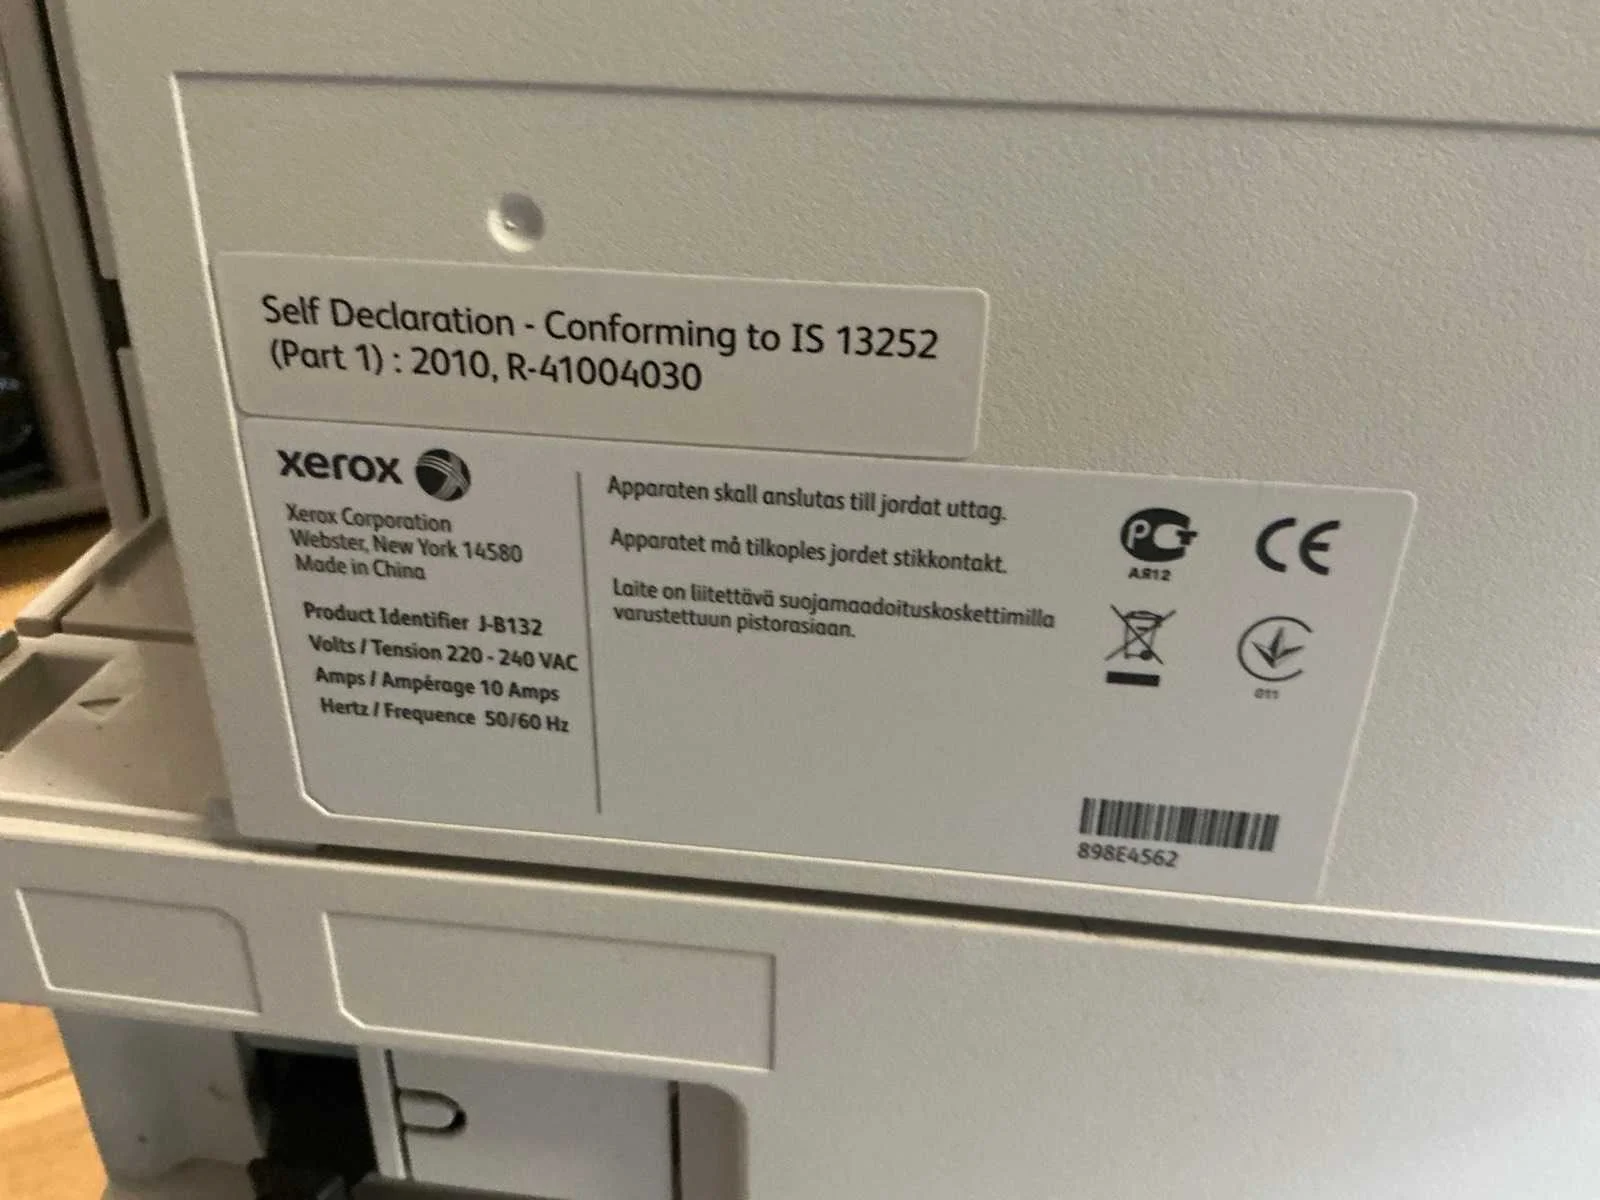 Self Declaration - Conforming to IS 13252
(Part 1) : 2010, R-41004030
xerox
Xerox Corporation
Webster, New York 14580
Made in China
Product Identifier J-B132
Volts / Tension 220 - 240 VAC
Amps / Ampérage 10 Amps
Hertz / Frequence 50/60 Hz
Apparaten skall anslutas till jordat uttag.
Apparatet må tilkoples jordet stikkontakt.
Laite on liitettävä suojamaadoituskoskettimilla
varustettuun pistorasiaan.
PCT
АЯ12
CE
011
898E4562